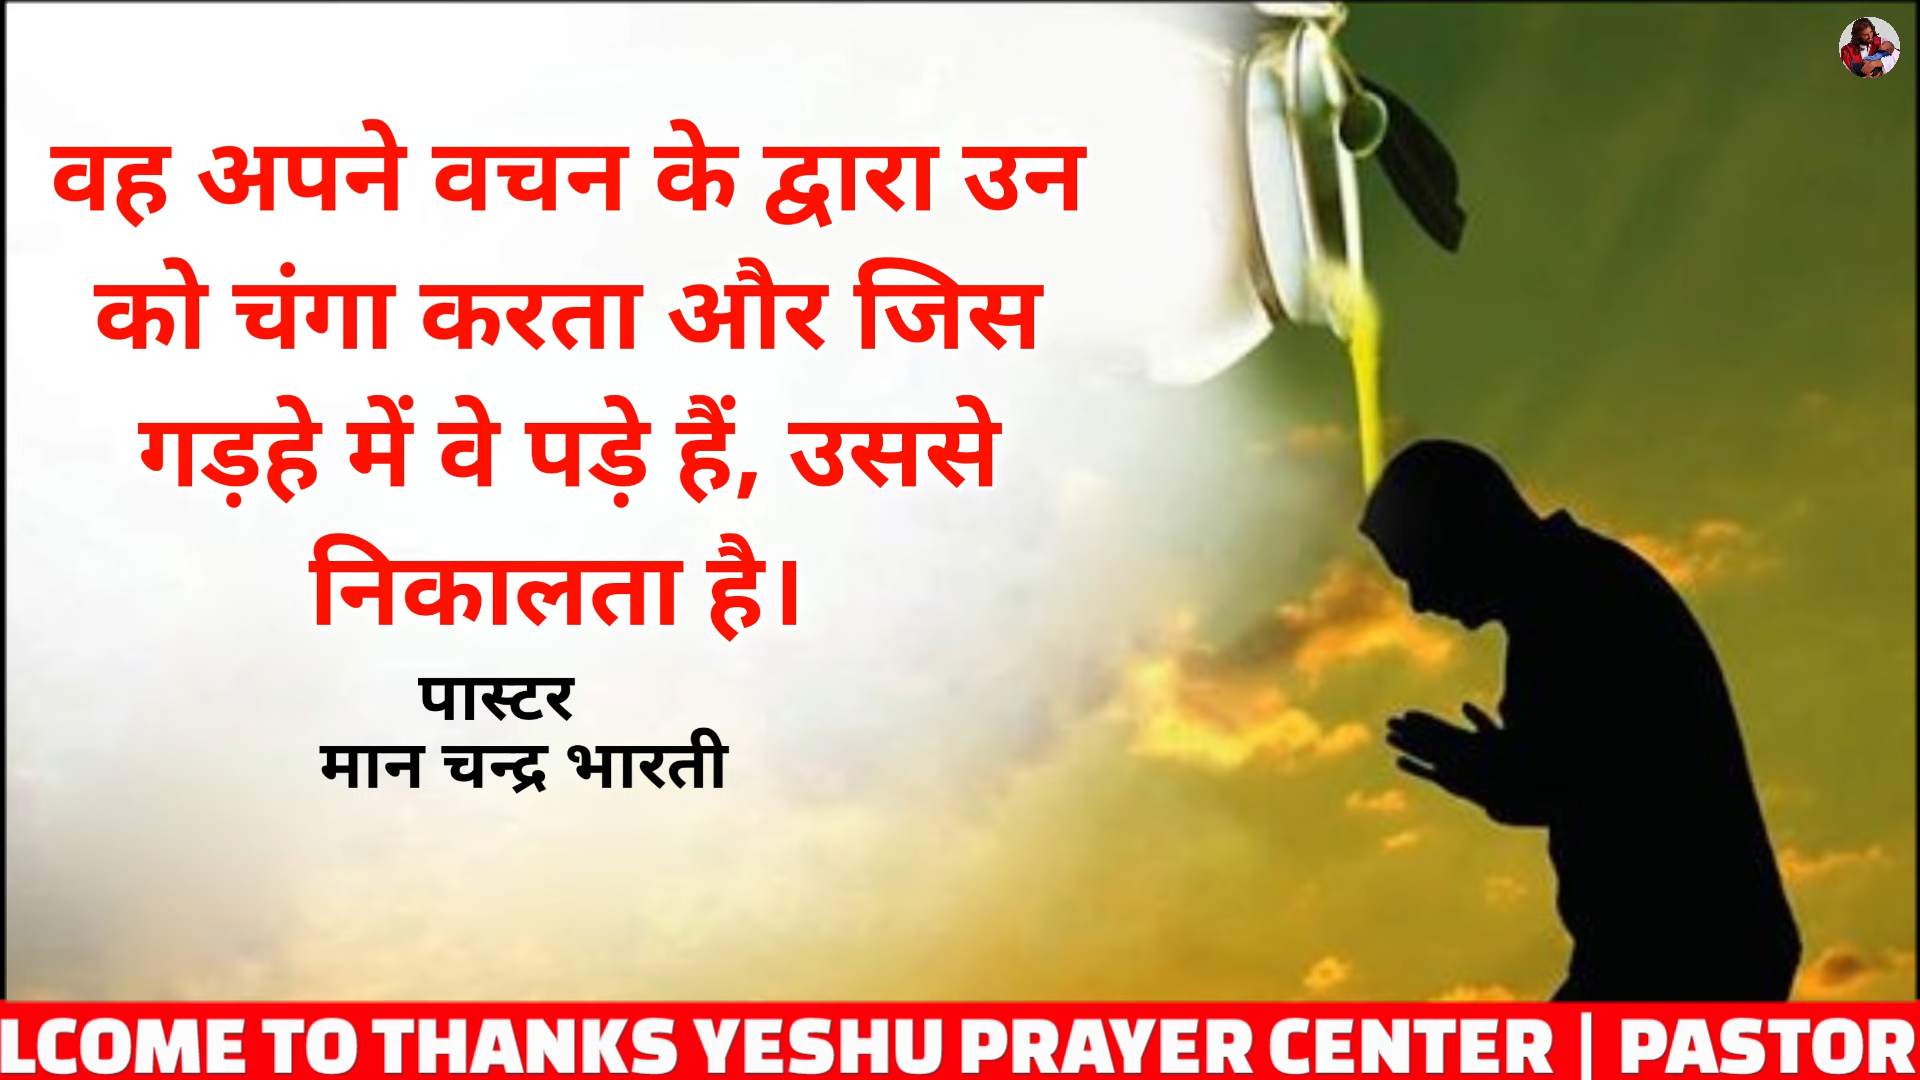 वह अपने वचन के द्वारा उन
को चंगा करता और जिस
गड़हे में वे पड़े हैं, उससे
निकालता है।
पास्टर
मान चन्द्र भारती
LCOME TO THANKS YESHU PRAYER CENTER | PASTOR